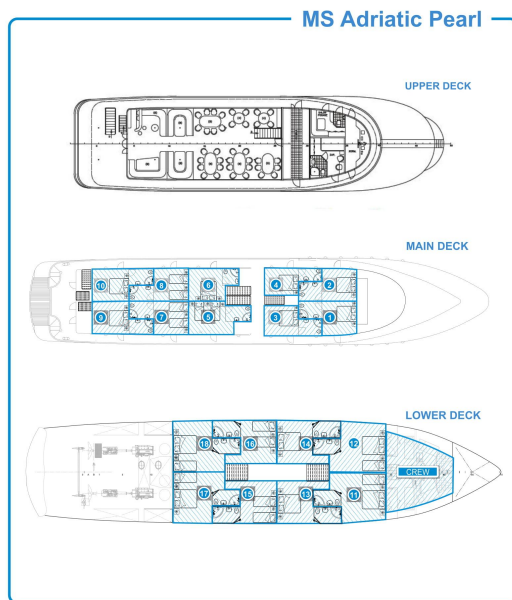 MS Adriatic Pearl
UPPER DECK
MAIN DECK
10 8 6 4 2
9 7 5 3 1
LOWER DECK
18 16 14 12
CREW
17 15 13 11